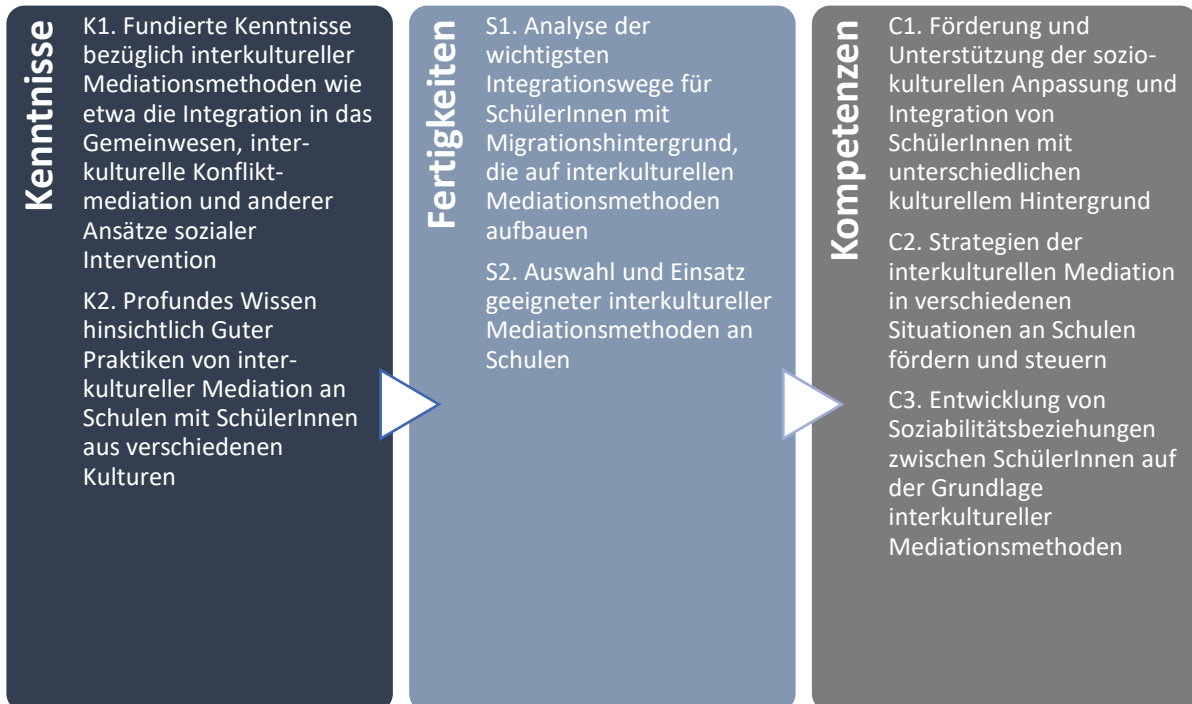 Kenntnisse
K1. Fundierte Kenntnisse
bezüglich interkultureller
Mediationsmethoden wie
etwa die Integration in das
Gemeinwesen, inter-
kulturelle Konflikt-
mediation und anderer
Ansätze sozialer
Intervention
K2. Profundes Wissen
hinsichtlich Guter
Praktiken von inter-
kultureller Mediation an
Schulen mit SchülerInnen
aus verschiedenen
Kulturen
Fertigkeiten
S1. Analyse der
wichtigsten
Integrationswege für
SchülerInnen mit
Migrationshintergrund,
die auf interkulturellen
Mediationsmethoden
aufbauen
S2. Auswahl und Einsatz
geeigneter interkultureller
Mediationsmethoden an
Schulen
Kompetenzen
C1. Förderung und
Unterstützung der sozio-
kulturellen Anpassung und
Integration von
SchülerInnen mit
unterschiedlichen
kulturellem Hintergrund
C2. Strategien der
interkulturellen Mediation
in verschiedenen
Situationen an Schulen
fördern und steuern
C3. Entwicklung von
Soziabilitätsbeziehungen
zwischen SchülerInnen auf
der Grundlage
interkultureller
Mediationsmethoden